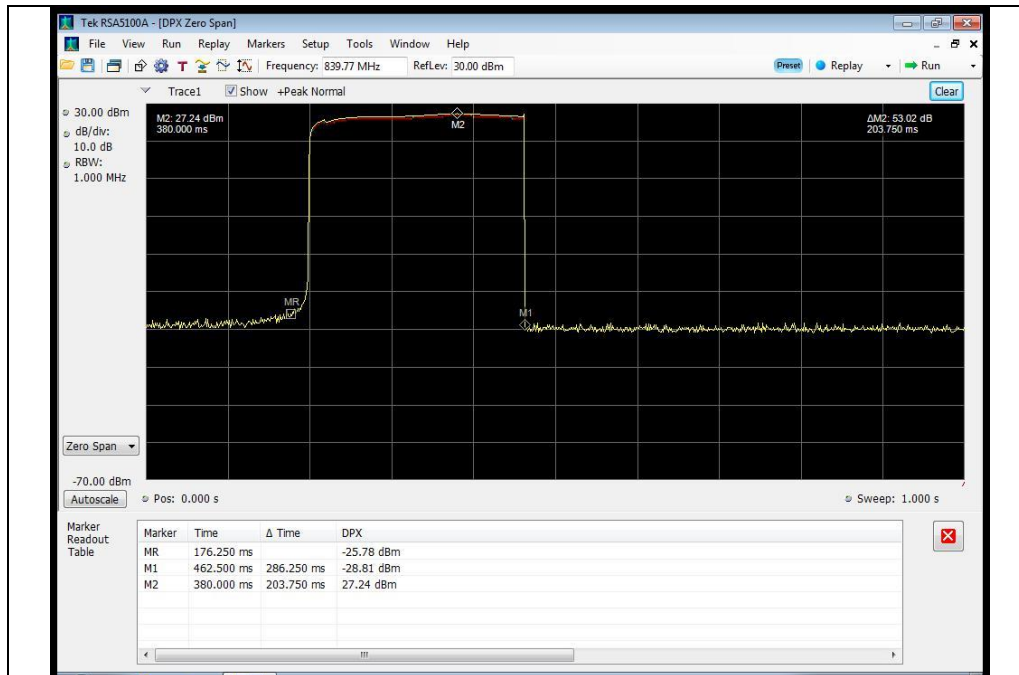 Tek RSA5100A - [DPX Zero Span]
File View Run Replay Markers Setup Tools Window Help
T Frequency: 839.77 MHz RefLev: 30.00 dBm Preset Replay Run
Trace1 Show +Peak Normal Clear
30.00 dBm
dB/div:
10.0 dB
RBW:
1.000 MHz
M2: 27.24 dBm
380.000 ms
M2
ΔM2: 53.02 dB
203.750 ms
MR
M1
Zero Span
-70.00 dBm
Autoscale Pos: 0.000 s Sweep: 1.000 s
Marker
Readout
Table
Marker Time Δ Time DPX
MR 176.250 ms -25.78 dBm
M1 462.500 ms 286.250 ms -28.81 dBm
M2 380.000 ms 203.750 ms 27.24 dBm